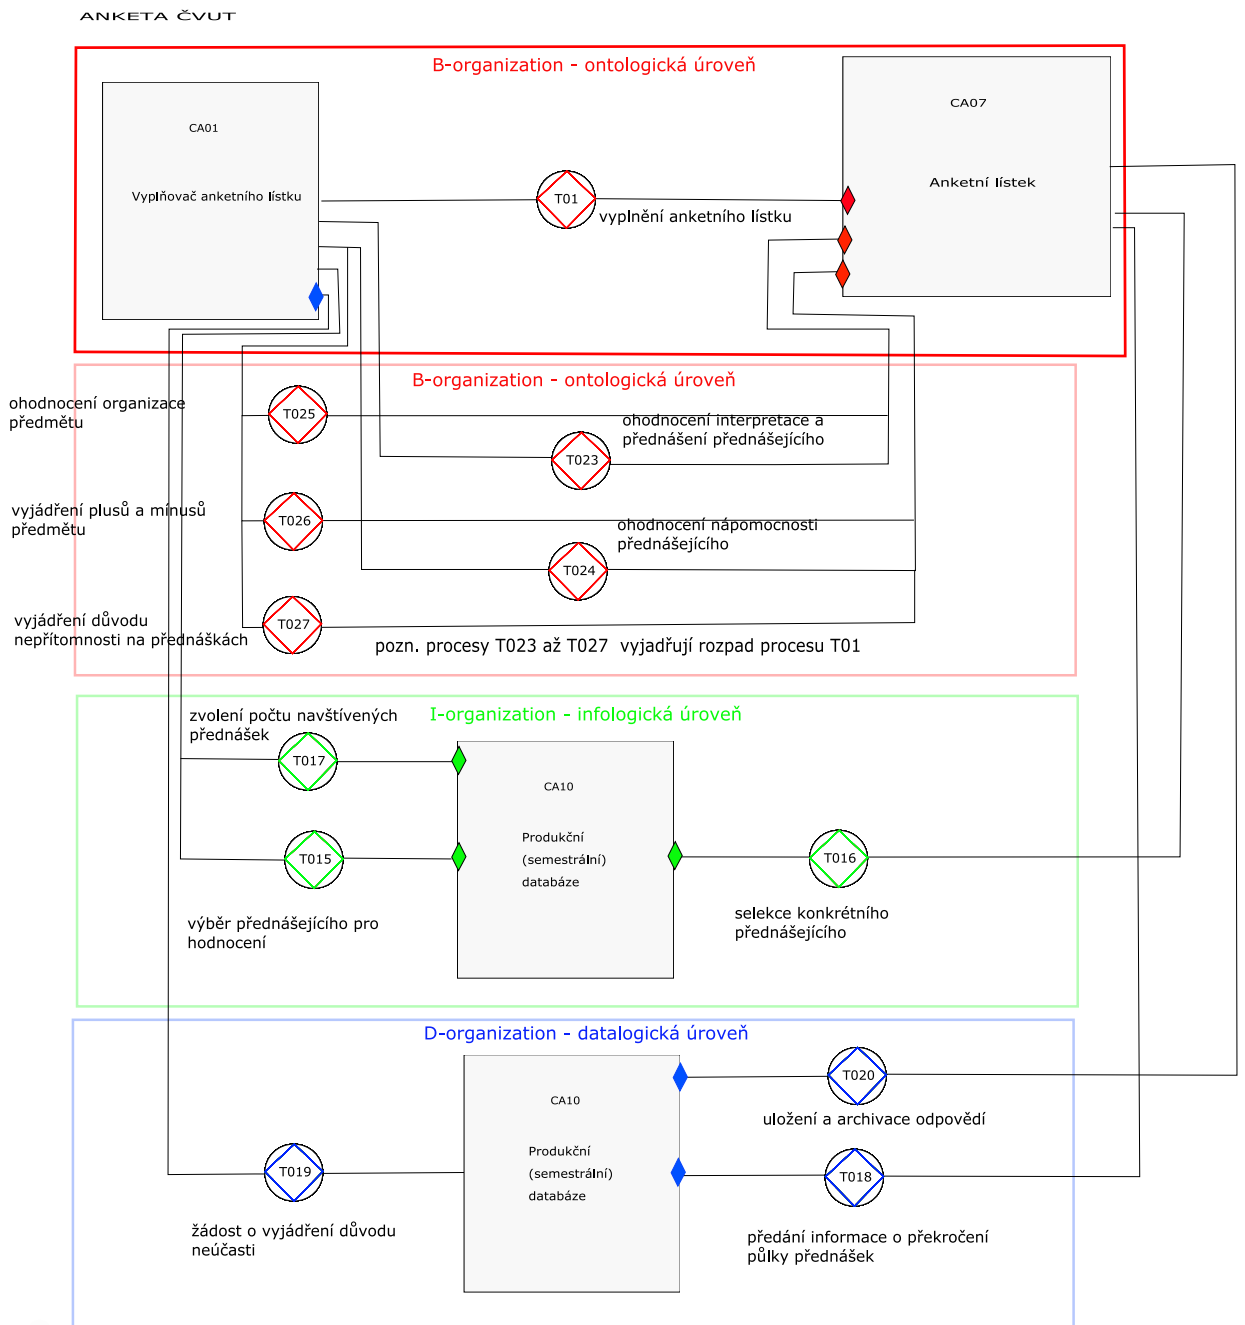 ANKETA ČVUT
B-organization - ontologická úroveň
CA01
Vyplňovač anketního lístku
T01
vyplnění anketního lístku
CA07
Anketní lístek
B-organization - ontologická úroveň
ohodnocení organizace
předmětu
T025
ohodnocení interpretace a
přednášení přednášejícího
T023
vyjádření plusů a mínusů
předmětu
T026
ohodnocení nápomocnosti
přednášejícího
T024
vyjádření důvodu
nepřítomnosti na přednáškách
T027
pozn. procesy T023 až T027 vyjadřují rozpad procesu T01
I-organization - infologická úroveň
zvolení počtu navštívených
přednášek
T017
CA10
Produkční
(semestrální)
databáze
T015
T016
výběr přednášejícího pro
hodnocení
selekce konkrétního
přednášejícího
D-organization - datalogická úroveň
T020
CA10
uložení a archivace odpovědí
Produkční
(semestrální)
databáze
T019
T018
žádost o vyjádření důvodu
neúčasti
předání informace o překročení
půlky přednášek